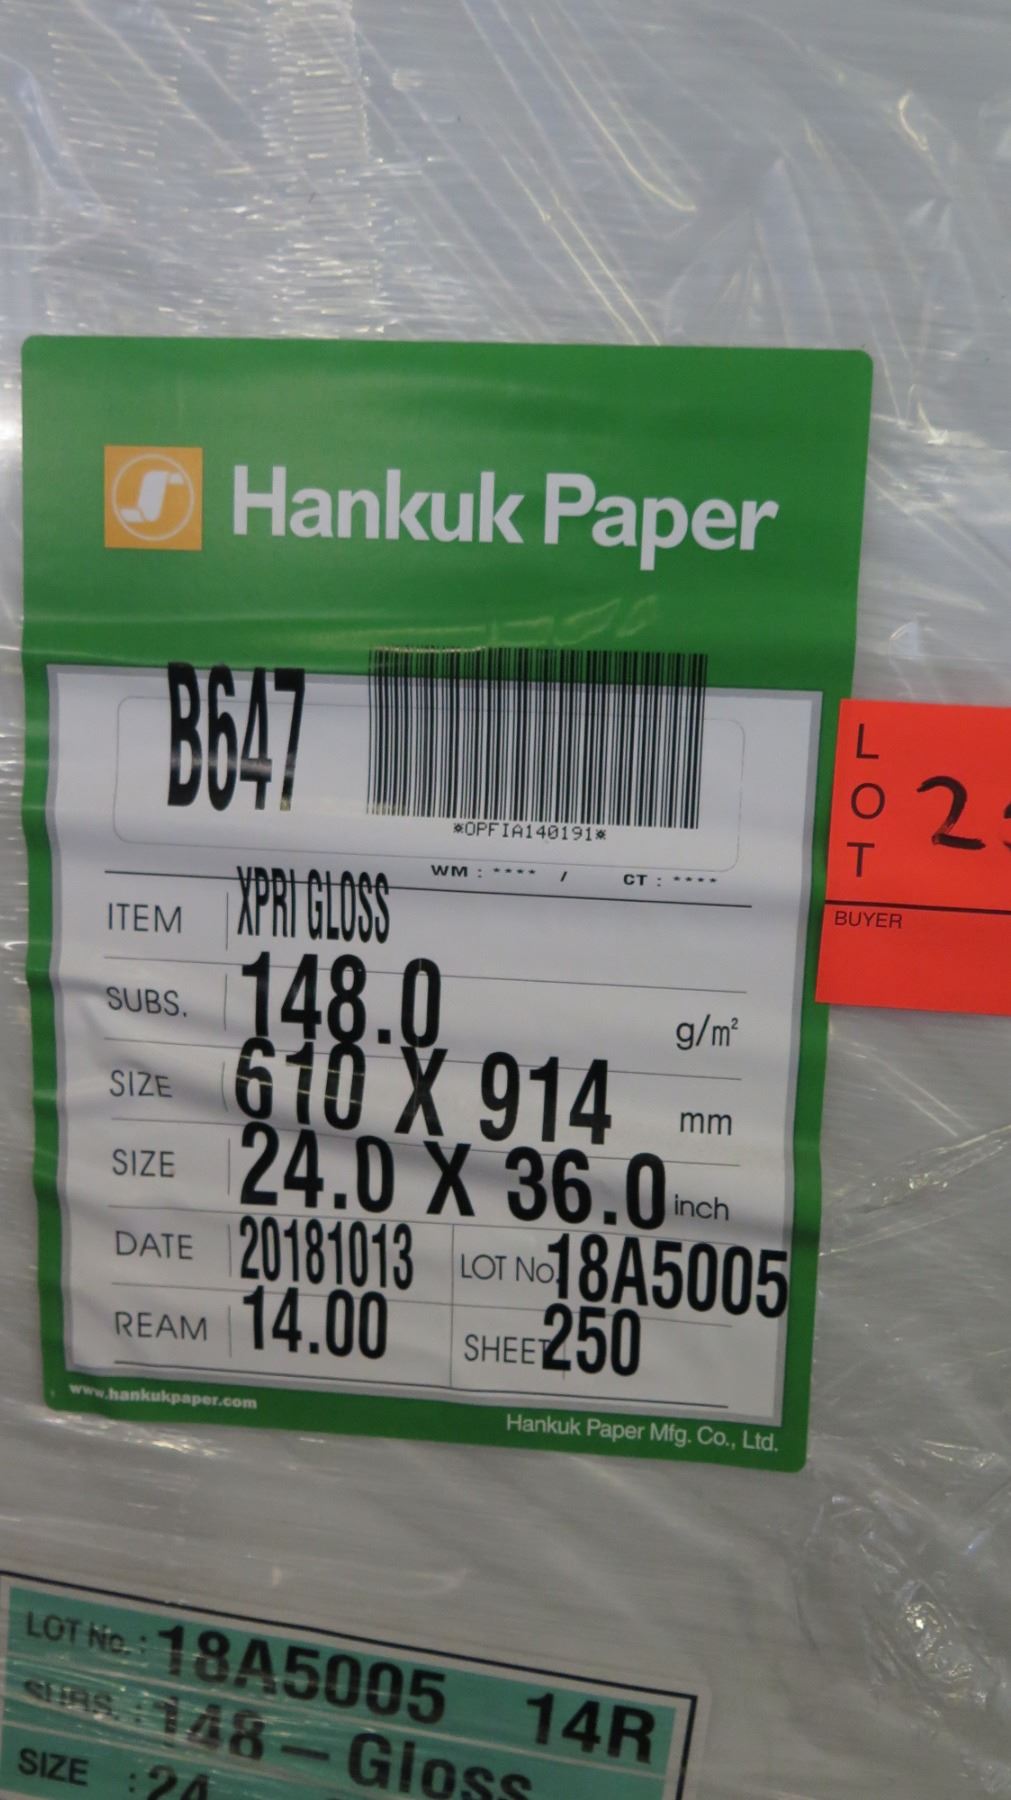 Hankuk Paper
B647
*OPFIA140191*
WM : **** / CT : ****
ITEM XPRI GLOSS
SUBS. 148.0 g/m²
SIZE 610 X 914 mm
SIZE 24.0 X 36.0 inch
DATE 20181013 LOT No. 18A5005
REAM 14.00 SHEET 250
www.hankukpaper.com
Hankuk Paper Mfg. Co., Ltd.
LOT
BUYER
LOT No. : 18A5005 14R
SUBS. : 148 - Gloss
SIZE : 24